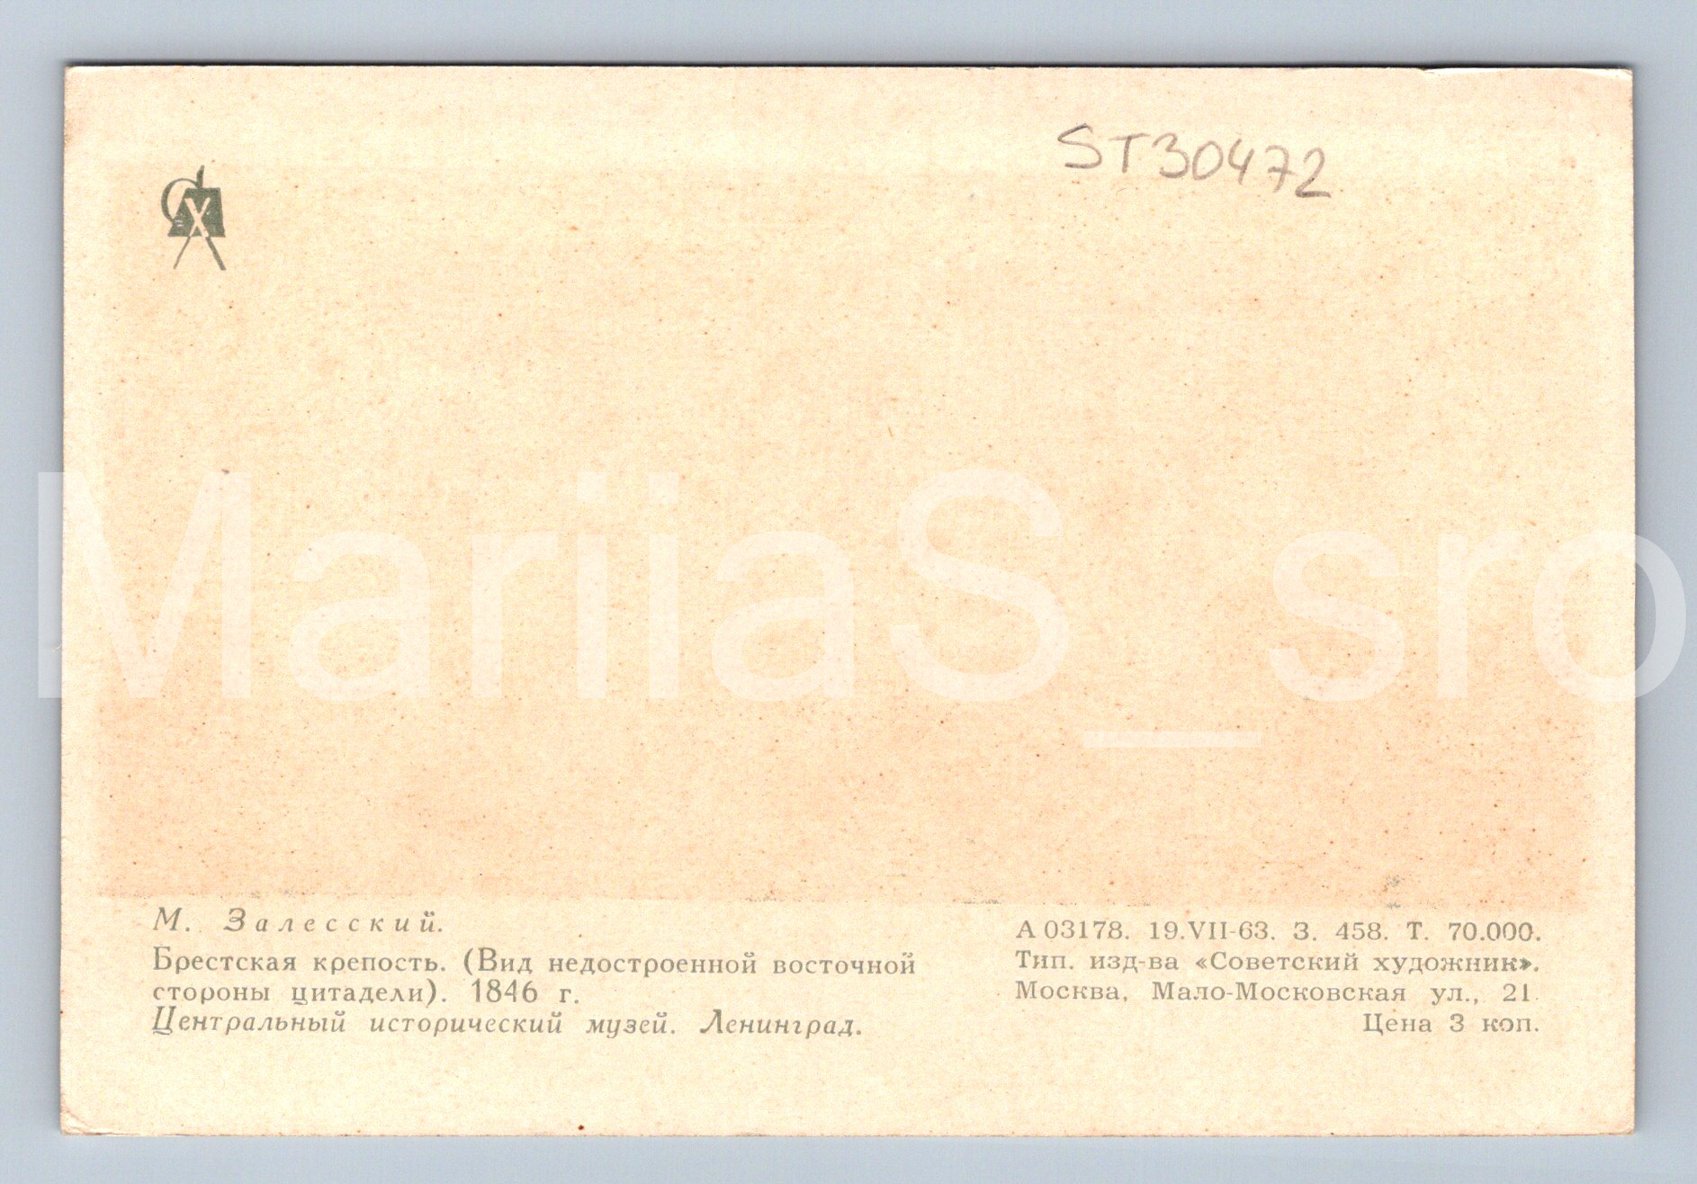 СХ
ST30472
MariiaS_sro
М. Залесский.
Брестская крепость. (Вид недостроенной восточной
стороны цитадели). 1846 г.
Центральный исторический музей. Ленинград.
А 03178. 19.VII-63. З. 458. Т. 70.000.
Тип. изд-ва «Советский художник».
Москва, Мало-Московская ул., 21.
Цена 3 коп.